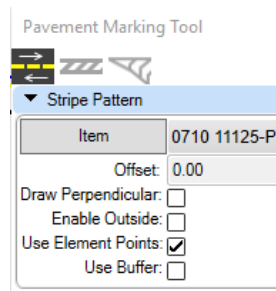 Pavement Marking Tool
Stripe Pattern
Item 0710 11125-P
Offset: 0.00
Draw Perpendicular:
Enable Outside:
Use Element Points:
Use Buffer: